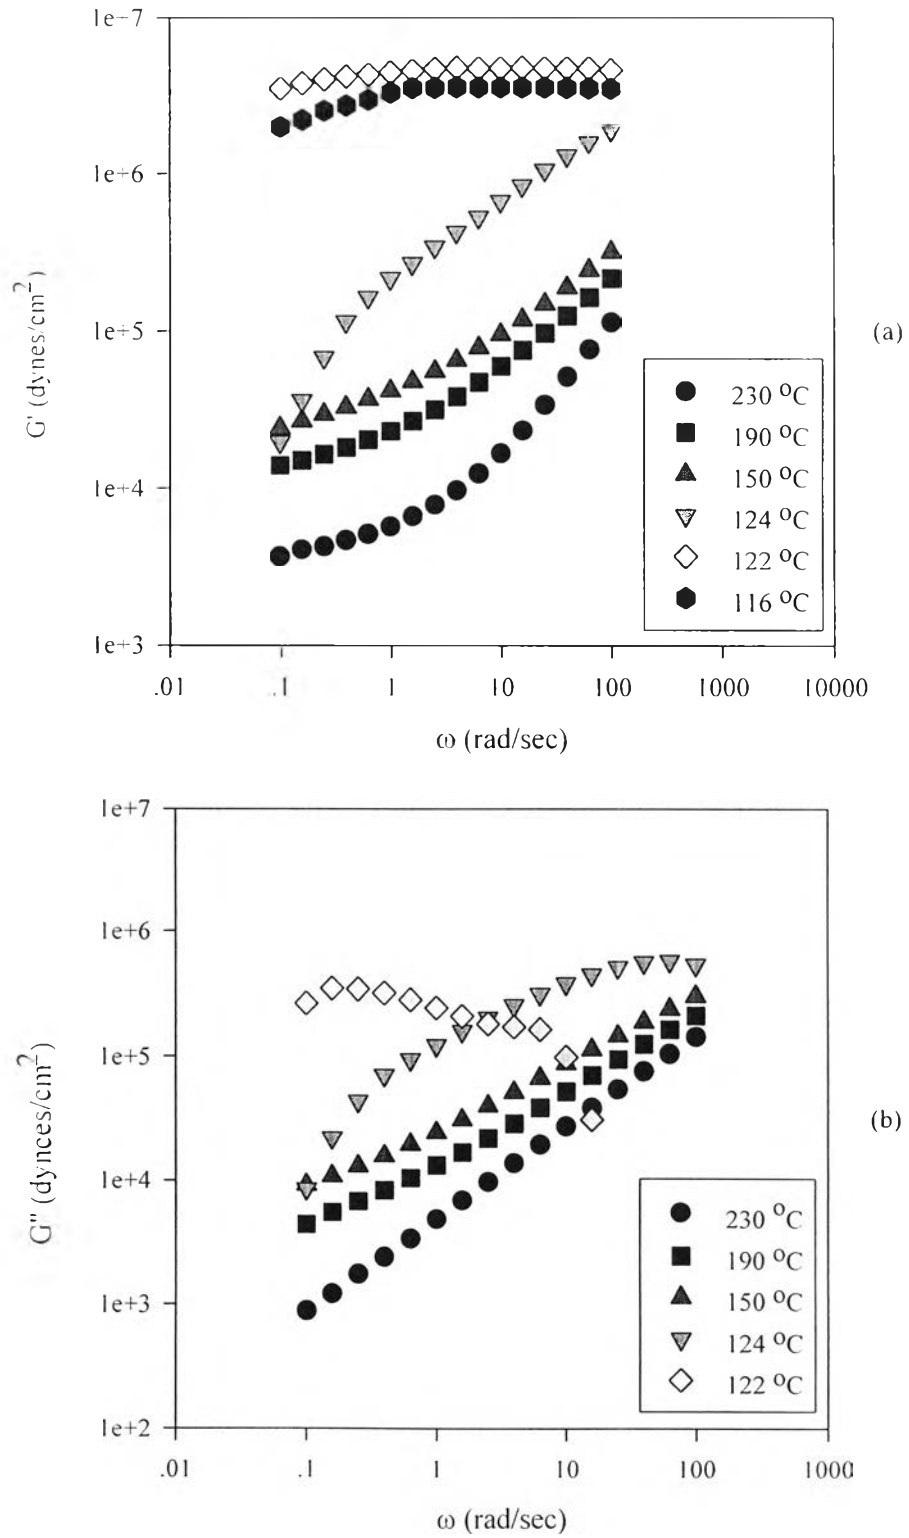 1e-7
1e+6
1e+5
1e+4
1e+3
G' (dynes/cm²)
.01 .1 1 10 100 1000 10000
ω (rad/sec)
230 °C
190 °C
150 °C
124 °C
122 °C
116 °C
(a)
1e+7
1e+6
1e+5
1e+4
1e+3
1e+2
G" (dynces/cm²)
.01 .1 1 10 100 1000
ω (rad/sec)
230 °C
190 °C
150 °C
124 °C
122 °C
(b)